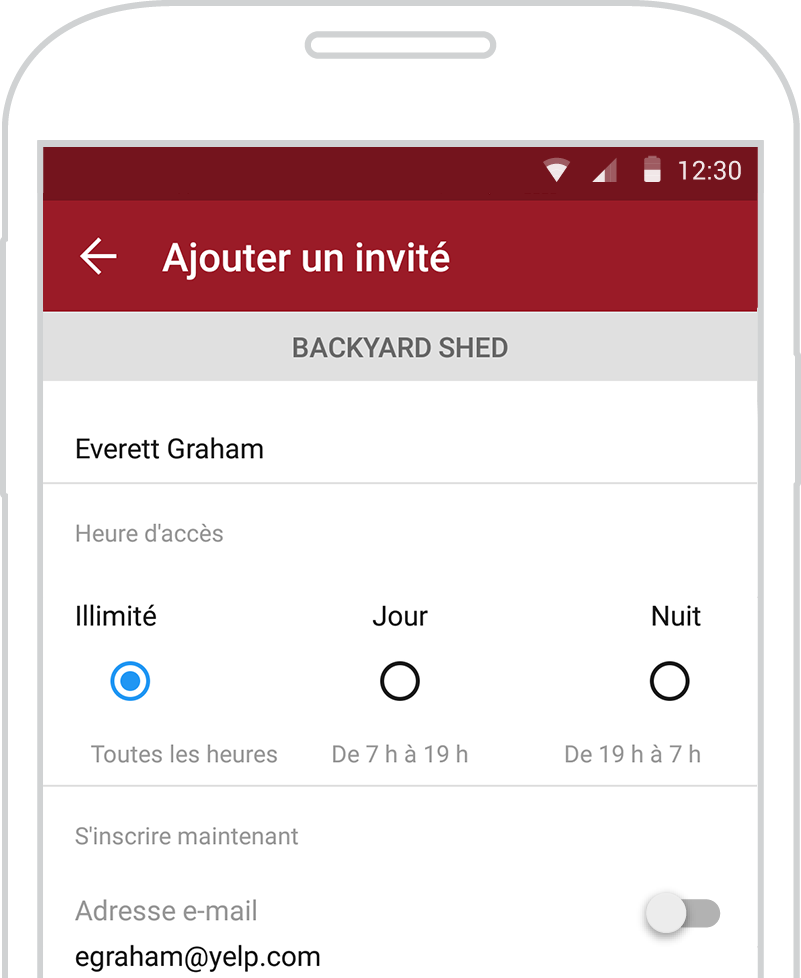 12:30
Ajouter un invité
BACKYARD SHED
Everett Graham
Heure d'accès
Illimité Jour Nuit
Toutes les heures De 7 h à 19 h De 19 h à 7 h
S'inscrire maintenant
Adresse e-mail
egraham@yelp.com